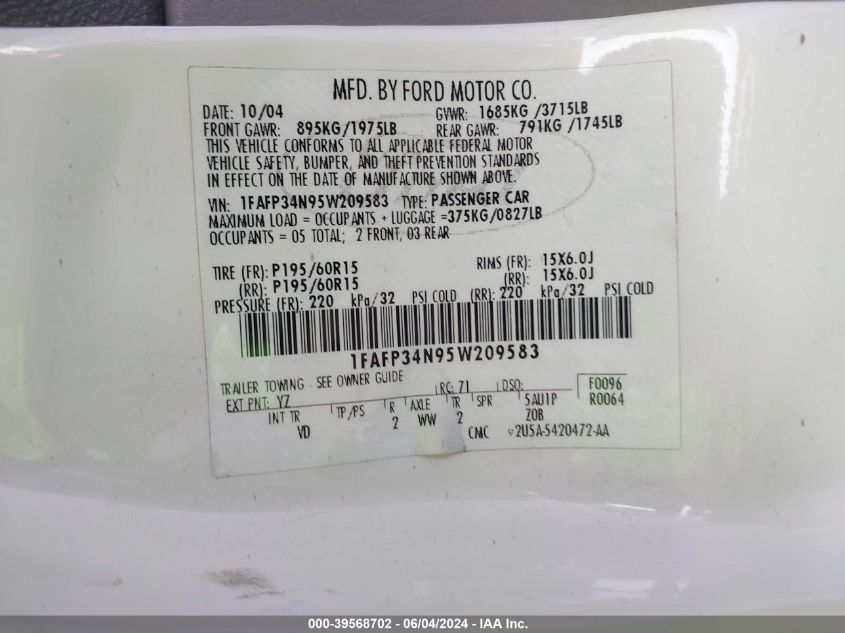 MFD. BY FORD MOTOR CO.
DATE: 10/04 GVWR: 1685KG /3715LB
FRONT GAWR: 895KG/1975LB REAR GAWR: 791KG /1745LB
THIS VEHICLE CONFORMS TO ALL APPLICABLE FEDERAL MOTOR
VEHICLE SAFETY, BUMPER, AND THEFT PREVENTION STANDARDS
IN EFFECT ON THE DATE OF MANUFACTURE SHOWN ABOVE.
VIN: 1FAFP34N95W209583 TYPE: PASSENGER CAR
MAXIMUM LOAD = OCCUPANTS + LUGGAGE =375KG/0827LB
OCCUPANTS = 05 TOTAL; 2 FRONT, 03 REAR
TIRE (FR): P195/60R15 RIMS (FR): 15X6.0J
(RR): P195/60R15 (RR): 15X6.0J
PRESSURE (FR): 220 kPa/32 PSI COLD (RR): 220 kPa/32 PSI COLD
1FAFP34N95W209583
TRAILER TOWING - SEE OWNER GUIDE
EXT PNT: YZ RC: 71 DSO: F0096
INT TR TP/PS R AXLE TR SPR 5AU1P R0064
VD 2 WW 2 Z0B
CMC 2U5A-5420472-AA
000-39568702 - 06/04/2024 - IAA Inc.